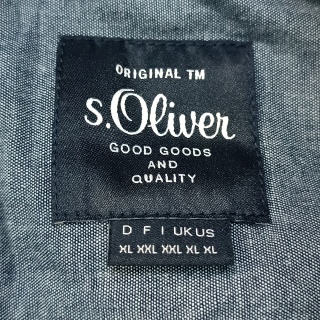 ORIGINAL TM
s.Oliver
GOOD GOODS
AND
QUALITY
D F I UK US
XL XXL XXL XL XL